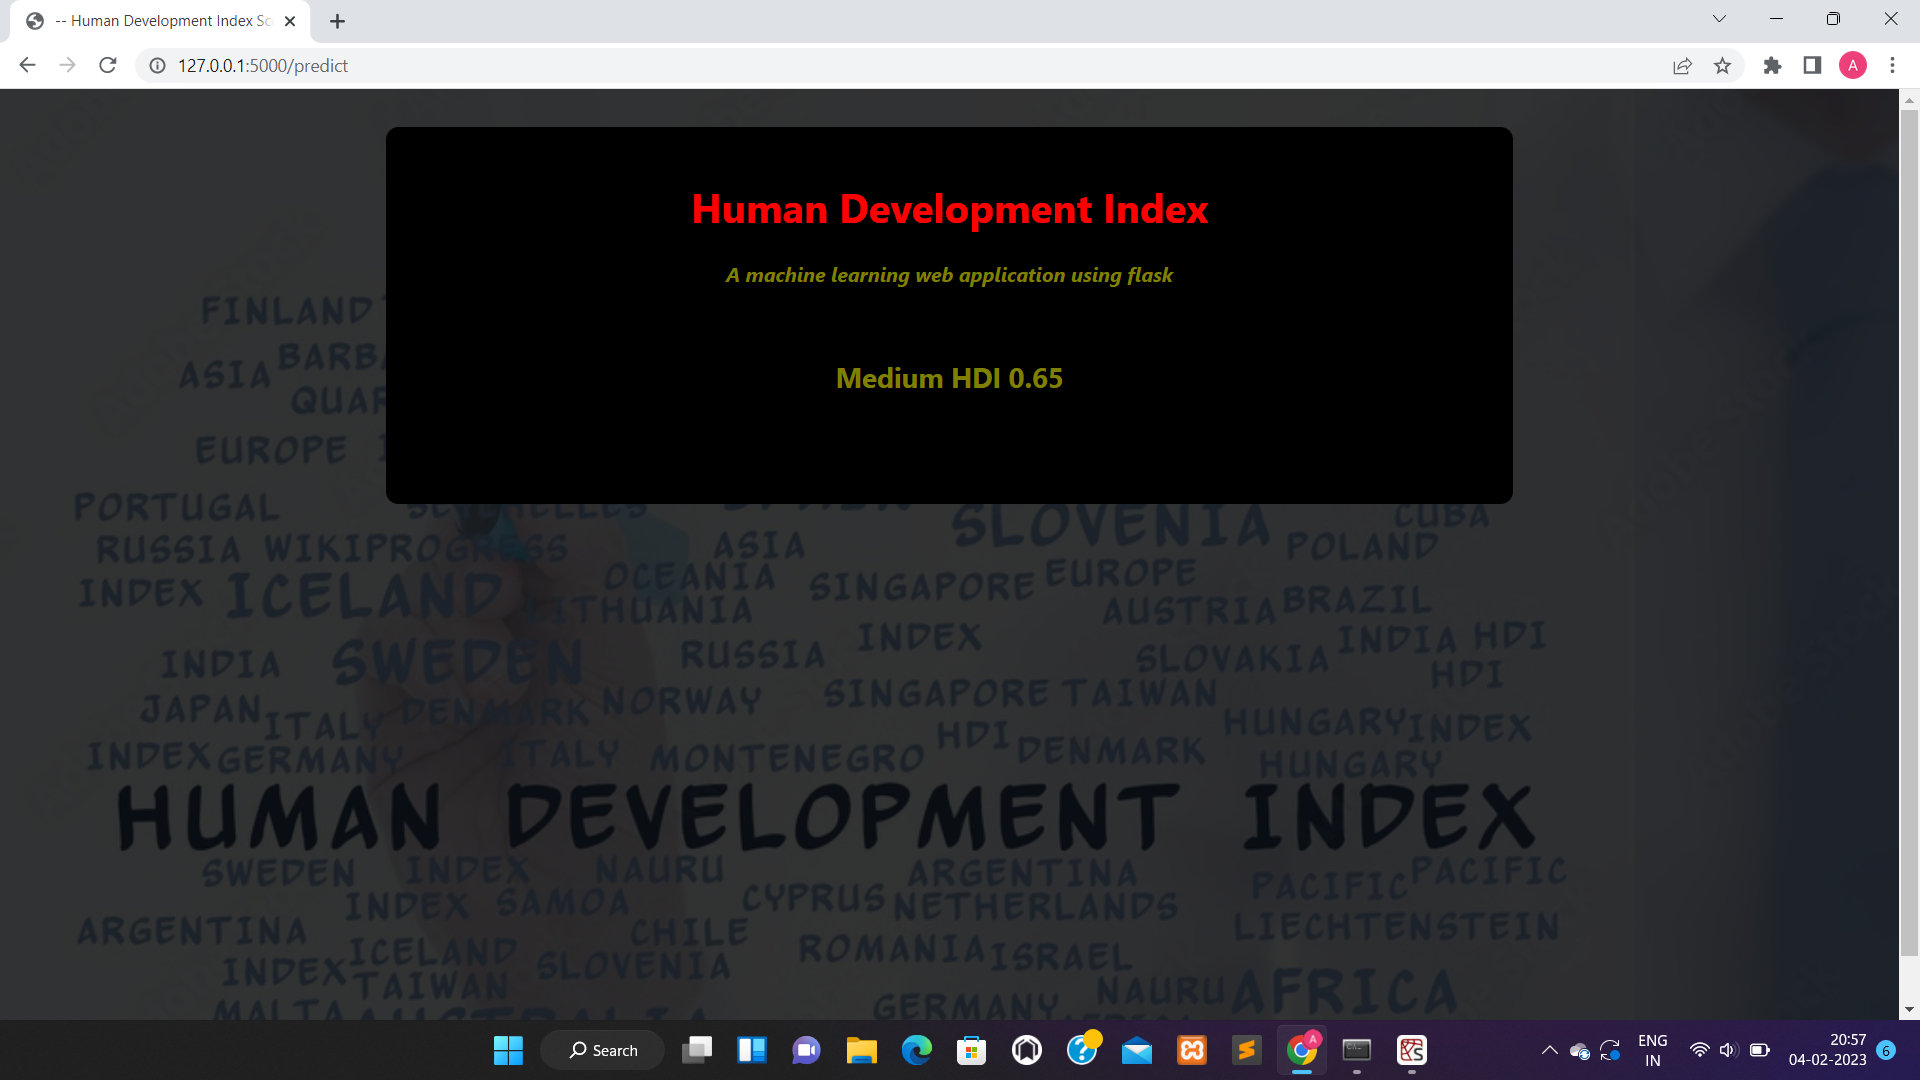 -- Human Development Index Sc
127.0.0.1:5000/predict
A
Human Development Index
A machine learning web application using flask
Medium HDI 0.65
FINLAND
ASIA BARBA
QUAR
EUROPE I
PORTUGAL SEYCHELLES SLOVENIA CUBA
RUSSIA WIKIPROGRESS ASIA POLAND
INDEX ICELAND OCEANIA SINGAPORE EUROPE
LITHUANIA AUSTRIA BRAZIL
INDIA SWEDEN RUSSIA INDEX SLOVAKIA INDIA HDI
HDI
JAPAN ITALY DENMARK NORWAY SINGAPORE TAIWAN
HUNGARY INDEX
INDEX GERMANY ITALY MONTENEGRO HDI DENMARK
HUNGARY
HUMAN DEVELOPMENT INDEX
SWEDEN INDEX NAURU ARGENTINA PACIFIC PACIFIC
INDEX SAMOA CYPRUS NETHERLANDS
ARGENTINA CHILE LIECHTENSTEIN
ICELAND SLOVENIA ROMANIA ISRAEL
INDEX TAIWAN NAURU AFRICA
MALTA AUSTRALIA GERMANY
Search
A
ENG
IN
20:57
04-02-2023
6